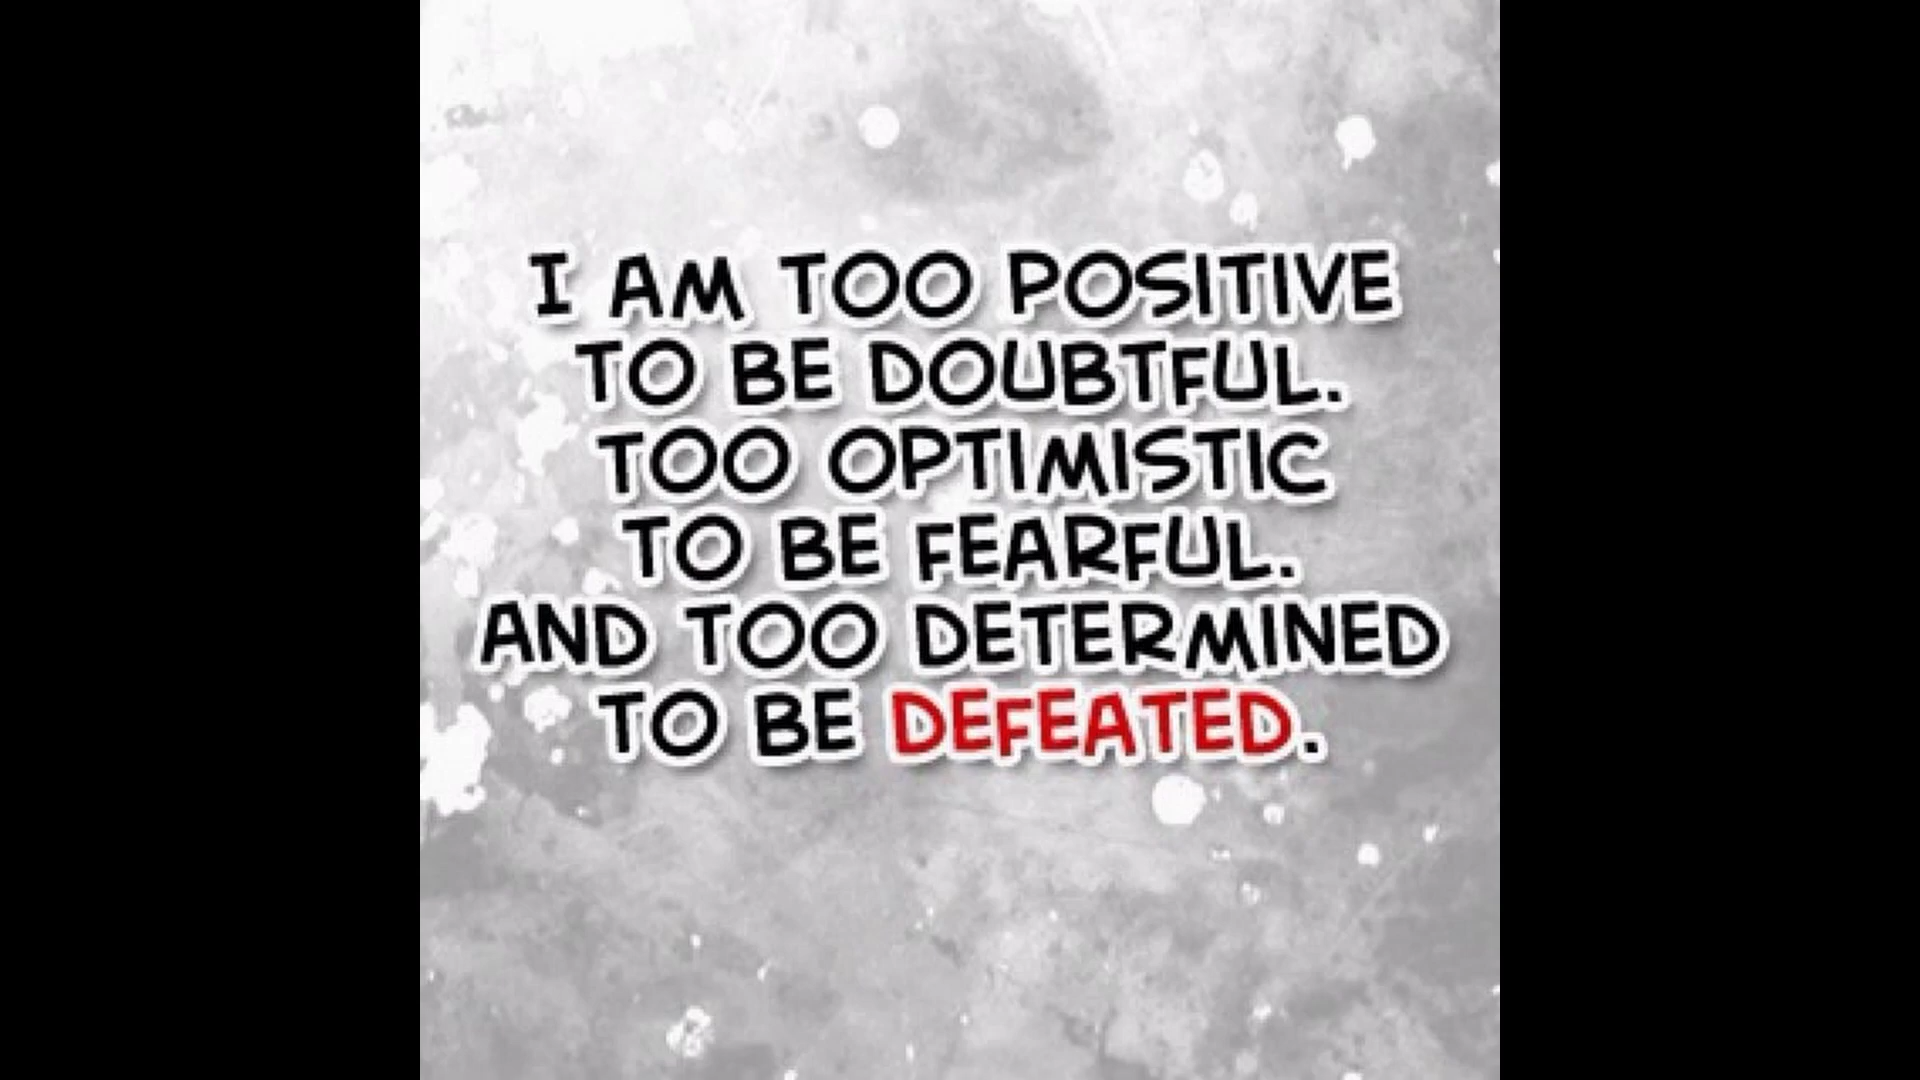 I AM TOO POSITIVE
TO BE DOUBTFUL.
TOO OPTIMISTIC
TO BE FEARFUL.
AND TOO DETERMINED
TO BE DEFEATED.